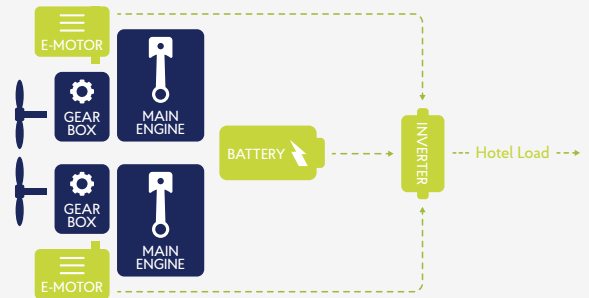 E-MOTOR
GEAR
BOX
MAIN
ENGINE
BATTERY
INVERTER
Hotel Load
GEAR
BOX
MAIN
ENGINE
E-MOTOR